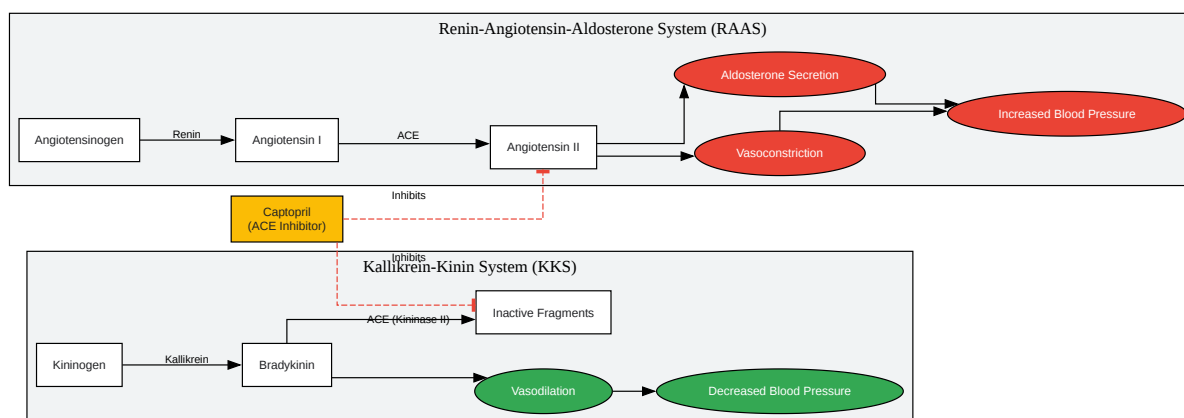 Renin-Angiotensin-Aldosterone System (RAAS)
Aldosterone Secretion
Increased Blood Pressure
Angiotensinogen
Renin
Angiotensin I
ACE
Angiotensin II
Vasoconstriction
Inhibits
Captopril
(ACE Inhibitor)
Inhibits
Kallikrein-Kinin System (KKS)
Inactive Fragments
ACE (Kininase II)
Kininogen
Kallikrein
Bradykinin
Vasodilation
Decreased Blood Pressure